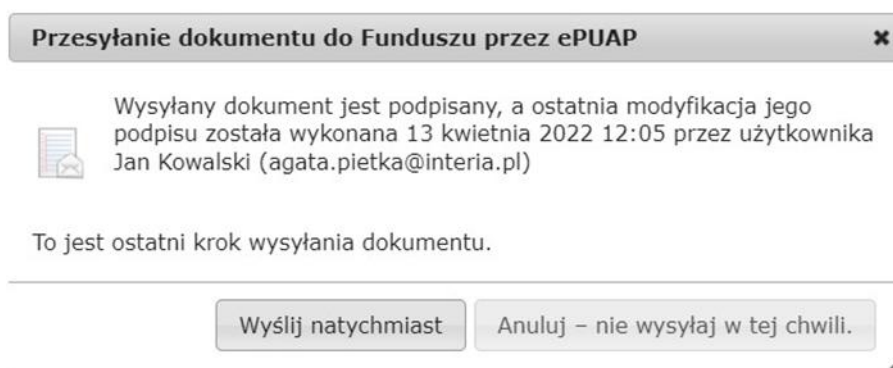 Przesyłanie dokumentu do Funduszu przez ePUAP
Wysyłany dokument jest podpisany, a ostatnia modyfikacja jego
podpisu została wykonana 13 kwietnia 2022 12:05 przez użytkownika
Jan Kowalski (agata.pietka@interia.pl)
To jest ostatni krok wysyłania dokumentu.
Wyślij natychmiast
Anuluj – nie wysyłaj w tej chwili.